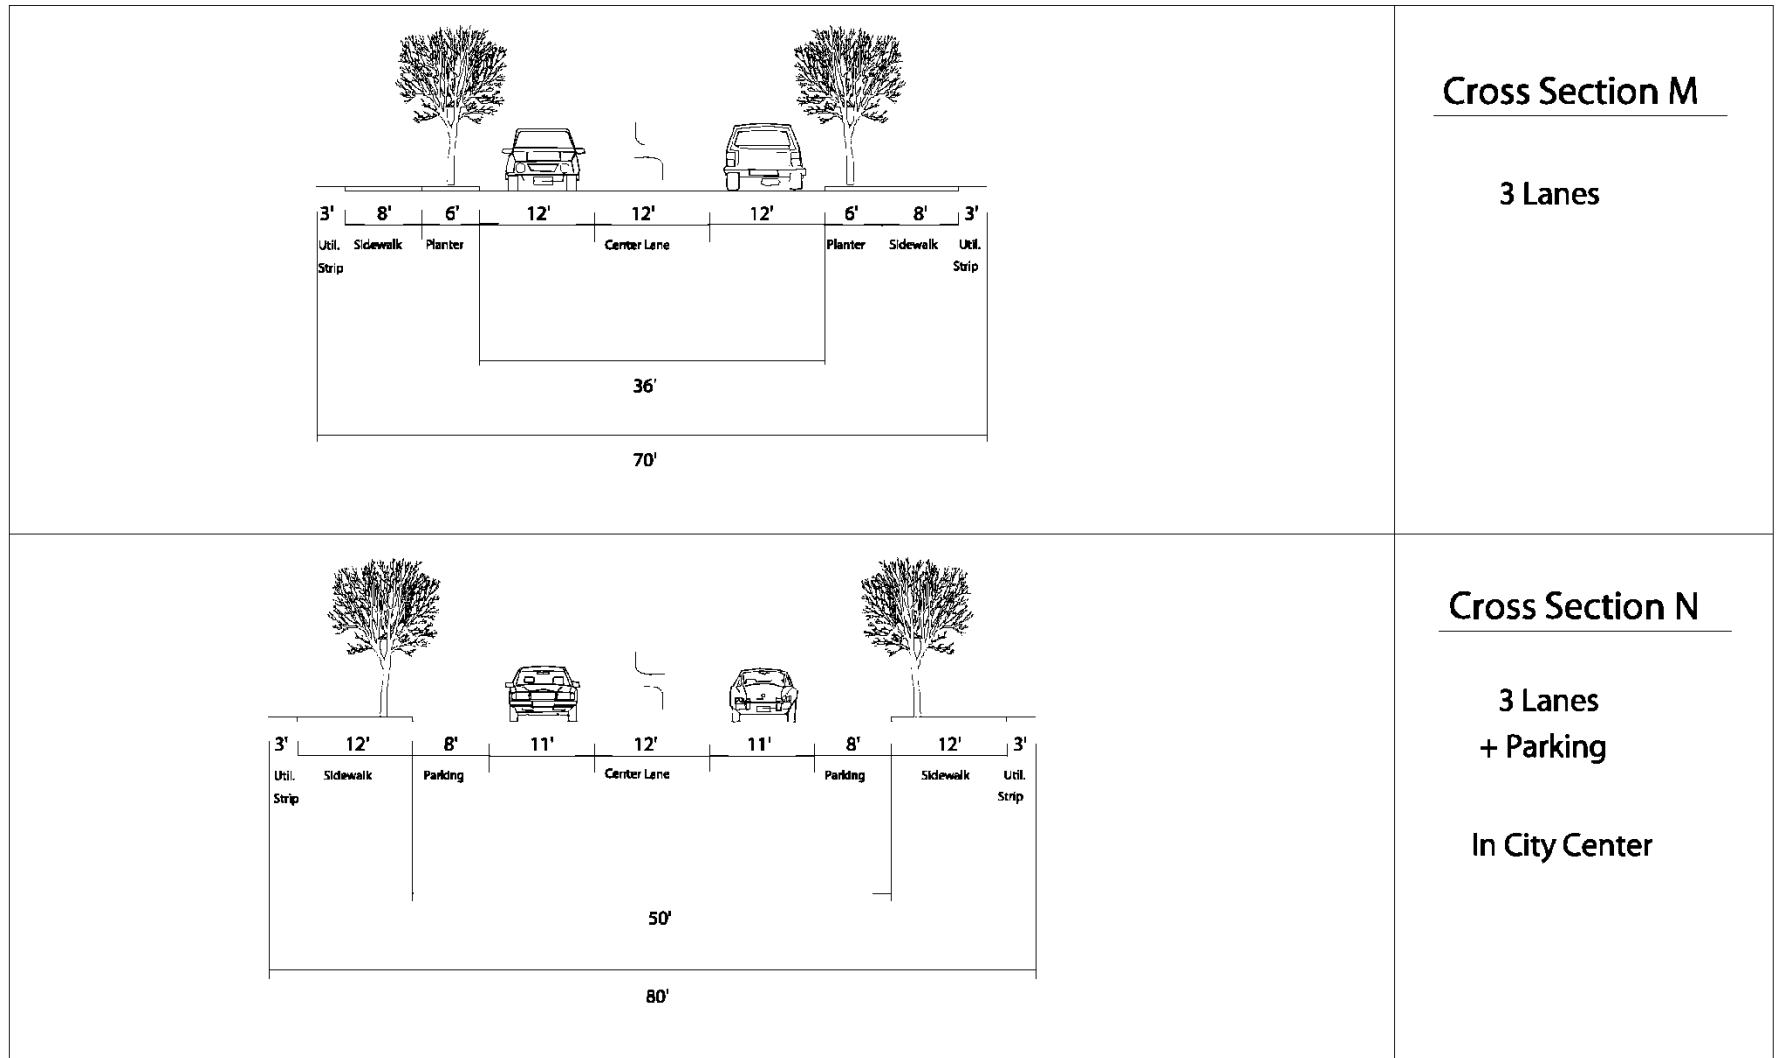 Cross Section M
3 Lanes
3' 8' 6' 12' 12' 12' 6' 8' 3'
Util. Sidewalk Planter Center Lane Planter Sidewalk Util.
Strip Strip
36'
70'
Cross Section N
3 Lanes
+ Parking
In City Center
3' 12' 8' 11' 12' 11' 8' 12' 3'
Util. Sidewalk Parking Center Lane Parking Sidewalk Util.
Strip Strip
50'
80'